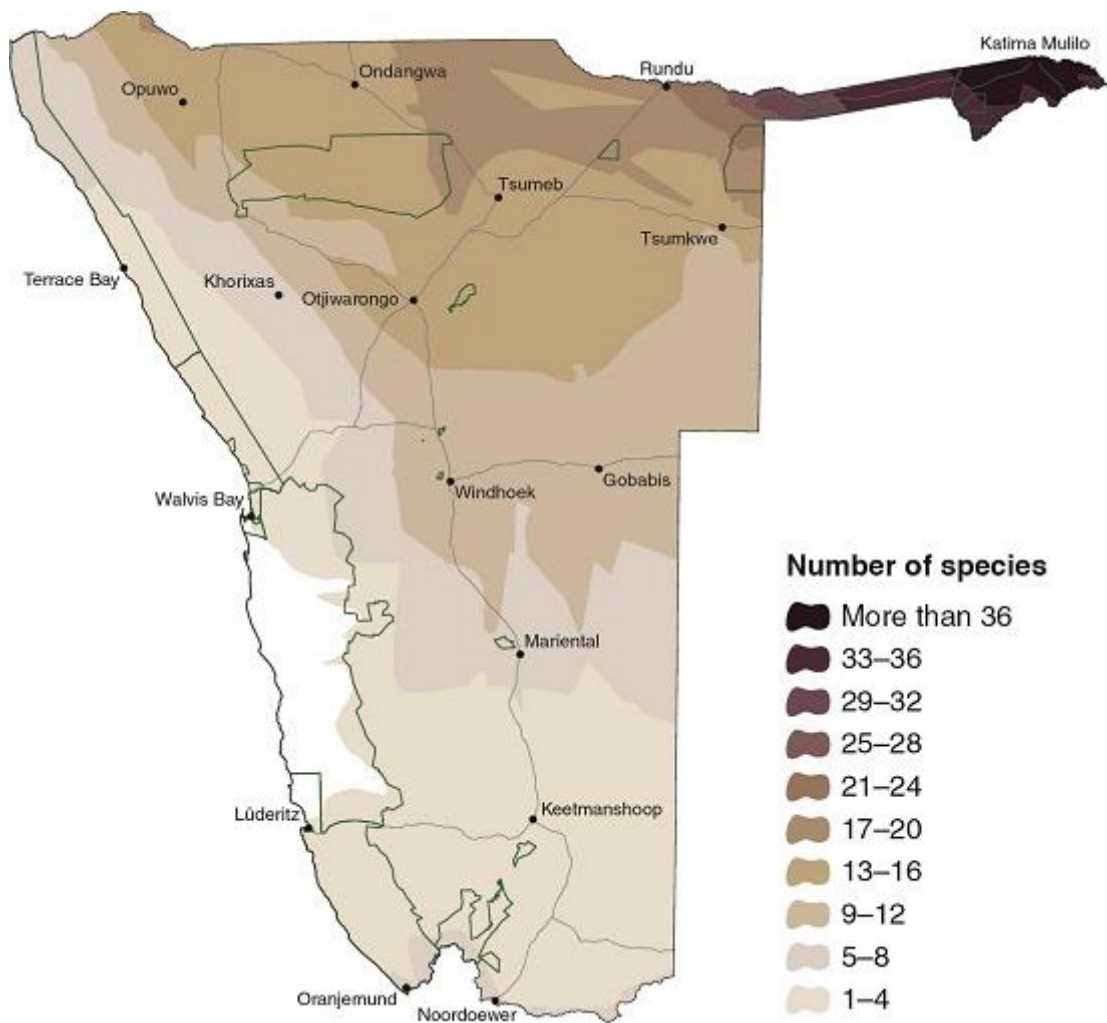 Katima Mulilo
Rundu
Ondangwa
Opuwo
Tsumeb
Tsumkwe
Terrace Bay
Khorixas
Otjiwarongo
Gobabis
Windhoek
Walvis Bay
Number of species
More than 36
33–36
Mariental
29–32
25–28
21–24
Keetmanshoop
Lüderitz
17–20
13–16
9–12
5–8
Oranjemund
1–4
Noordoewer